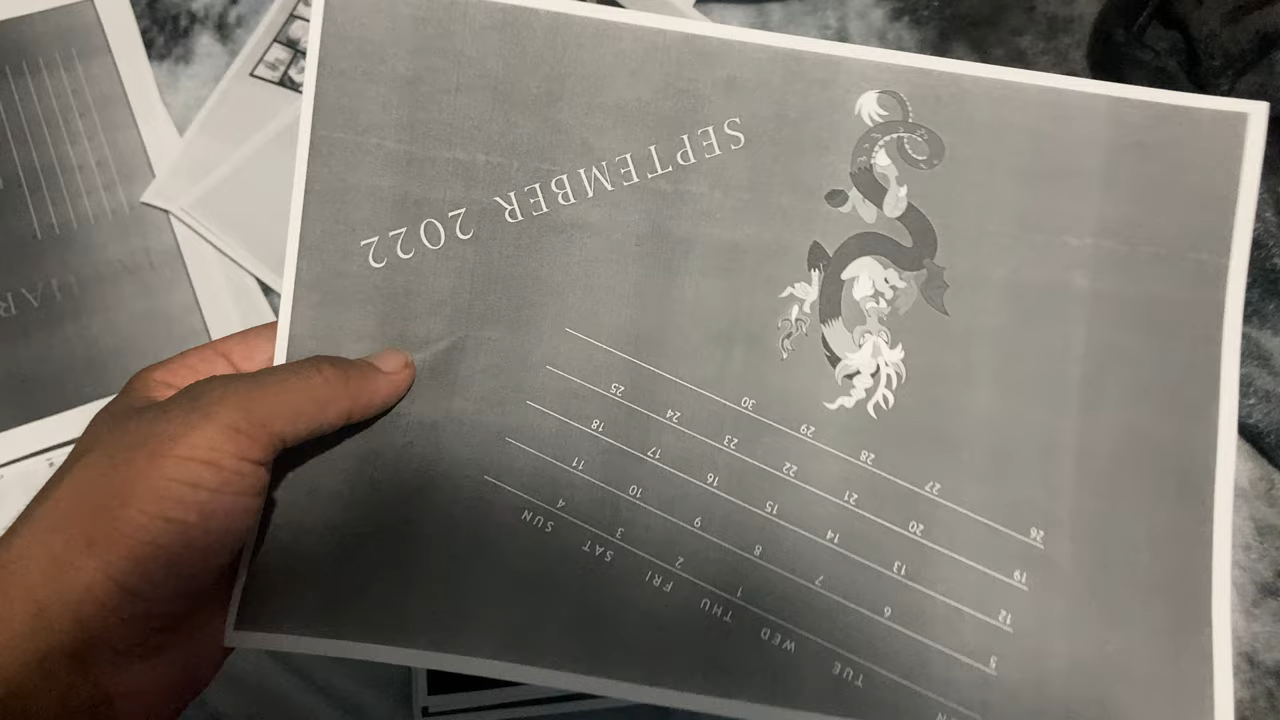 TUE WED THU FRI SAT SUN
1 2 3 4
5 6 7 8 9 10 11
12 13 14 15 16 17 18
19 20 21 22 23 24 25
26 27 28 29 30
SEPTEMBER 2022